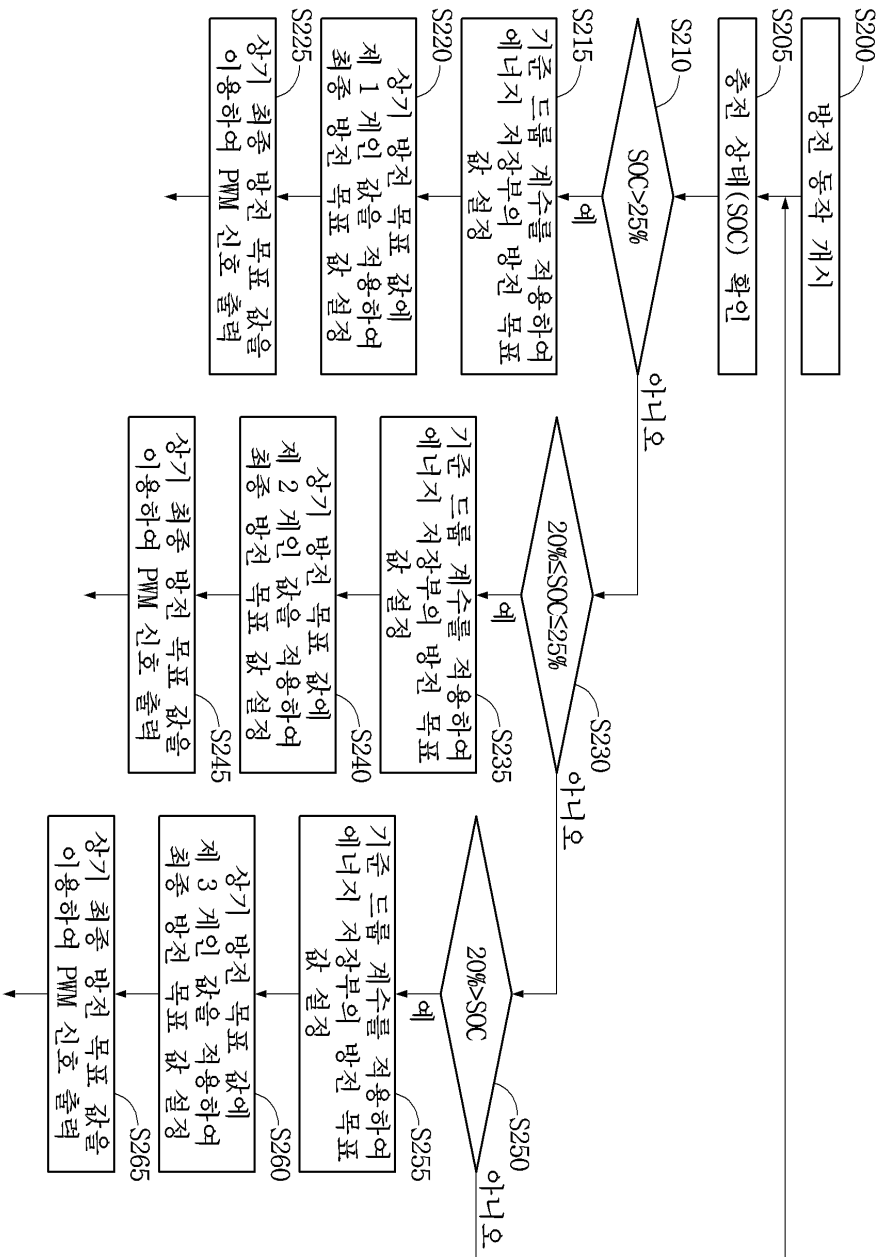 S200
방전 동작 개시
S205
충전 상태(SOC) 확인
S210
SOC>25%
예
아니오
S215
기준 드룹 계수를 적용하여
에너지 저장부의 방전 목표
값 설정
S220
상기 방전 목표 값에
제 1 게인 값을 적용하여
최종 방전 목표 값 설정
S225
상기 최종 방전 목표 값을
이용하여 PWM 신호 출력
S230
20%≤SOC≤25%
예
아니오
S235
기준 드룹 계수를 적용하여
에너지 저장부의 방전 목표
값 설정
S240
상기 방전 목표 값에
제 2 게인 값을 적용하여
최종 방전 목표 값 설정
S245
상기 최종 방전 목표 값을
이용하여 PWM 신호 출력
S250
20%>SOC
예
아니오
S255
기준 드룹 계수를 적용하여
에너지 저장부의 방전 목표
값 설정
S260
상기 방전 목표 값에
제 3 게인 값을 적용하여
최종 방전 목표 값 설정
S265
상기 최종 방전 목표 값을
이용하여 PWM 신호 출력